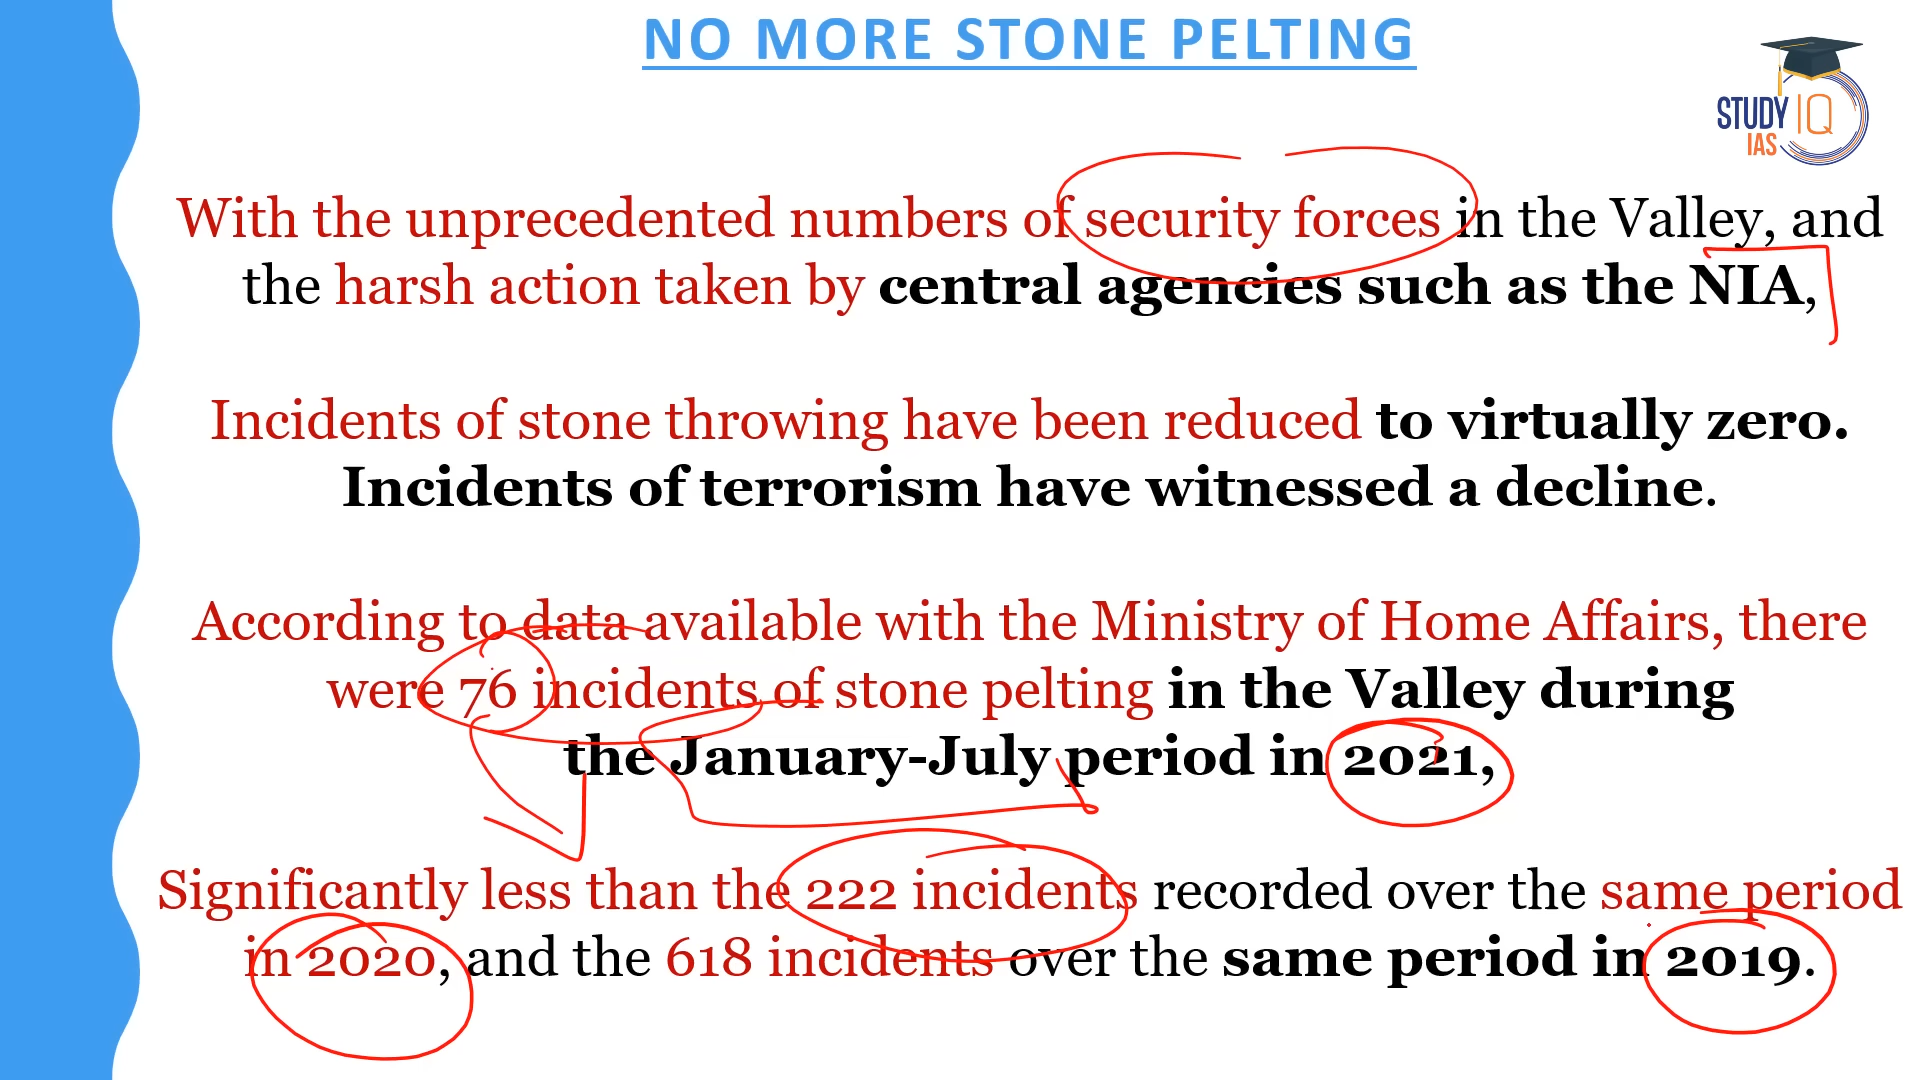 NO MORE STONE PELTING
STUDY IQ
IAS
With the unprecedented numbers of security forces in the Valley, and
the harsh action taken by central agencies such as the NIA,
Incidents of stone throwing have been reduced to virtually zero.
Incidents of terrorism have witnessed a decline.
According to data available with the Ministry of Home Affairs, there
were 76 incidents of stone pelting in the Valley during
the January-July period in 2021,
Significantly less than the 222 incidents recorded over the same period
in 2020, and the 618 incidents over the same period in 2019.